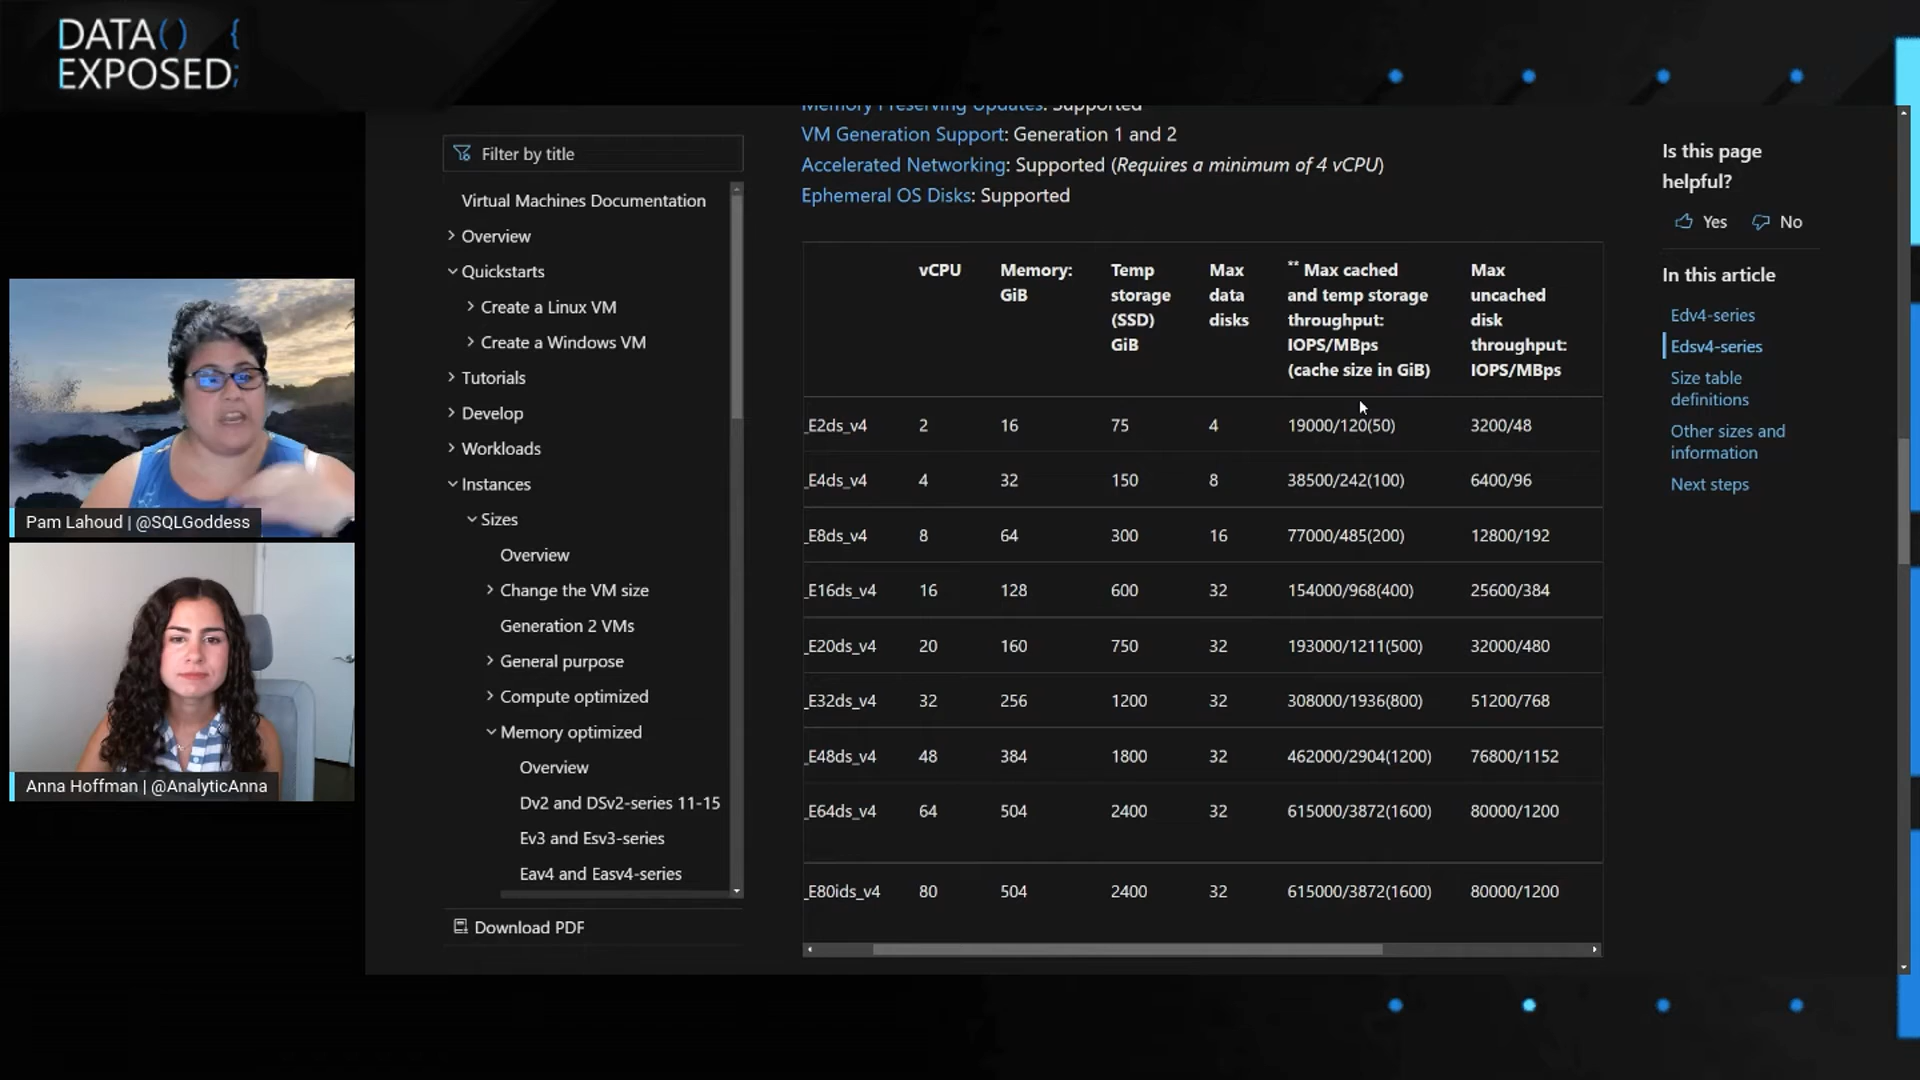 DATA() {
EXPOSED;
Memory Preserving Updates: Supported
VM Generation Support: Generation 1 and 2
Accelerated Networking: Supported (Requires a minimum of 4 vCPU)
Ephemeral OS Disks: Supported
Filter by title
Virtual Machines Documentation
Overview
Quickstarts
Create a Linux VM
Create a Windows VM
Tutorials
Develop
Workloads
Instances
Sizes
Overview
Change the VM size
Generation 2 VMs
General purpose
Compute optimized
Memory optimized
Overview
Dv2 and DSv2-series 11-15
Ev3 and Esv3-series
Eav4 and Easv4-series
Download PDF
vCPU Memory: GiB Temp storage (SSD) GiB Max data disks ** Max cached and temp storage throughput: IOPS/MBps (cache size in GiB) Max uncached disk throughput: IOPS/MBps
_E2ds_v4 2 16 75 4 19000/120(50) 3200/48
_E4ds_v4 4 32 150 8 38500/242(100) 6400/96
_E8ds_v4 8 64 300 16 77000/485(200) 12800/192
_E16ds_v4 16 128 600 32 154000/968(400) 25600/384
_E20ds_v4 20 160 750 32 193000/1211(500) 32000/480
_E32ds_v4 32 256 1200 32 308000/1936(800) 51200/768
_E48ds_v4 48 384 1800 32 462000/2904(1200) 76800/1152
_E64ds_v4 64 504 2400 32 615000/3872(1600) 80000/1200
_E80ids_v4 80 504 2400 32 615000/3872(1600) 80000/1200
Is this page
helpful?
Yes No
In this article
Edv4-series
Edsv4-series
Size table
definitions
Other sizes and
information
Next steps
Pam Lahoud | @SQLGoddess
Anna Hoffman | @AnalyticAnna